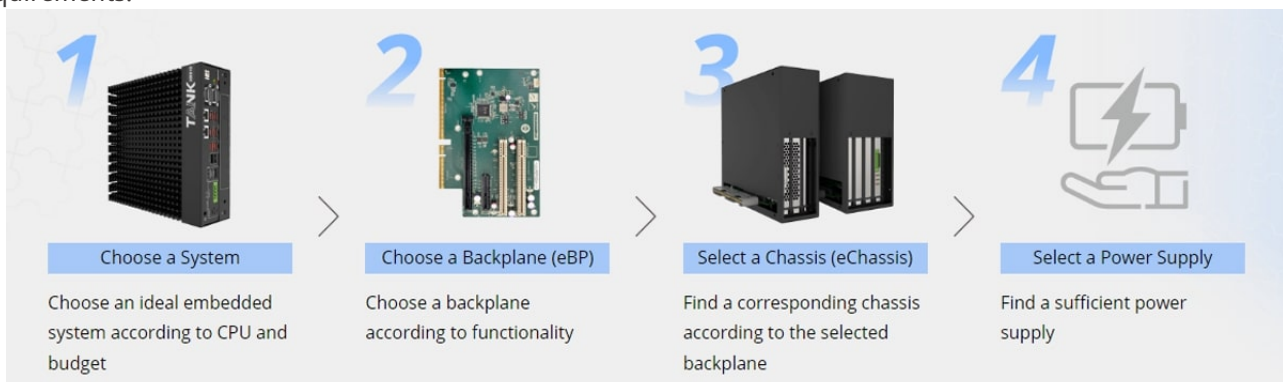 quirements.
1
2
3
4
TANK
Choose a System
Choose an ideal embedded
system according to CPU and
budget
Choose a Backplane (eBP)
Choose a backplane
according to functionality
Select a Chassis (eChassis)
Find a corresponding chassis
according to the selected
backplane
Select a Power Supply
Find a sufficient power
supply